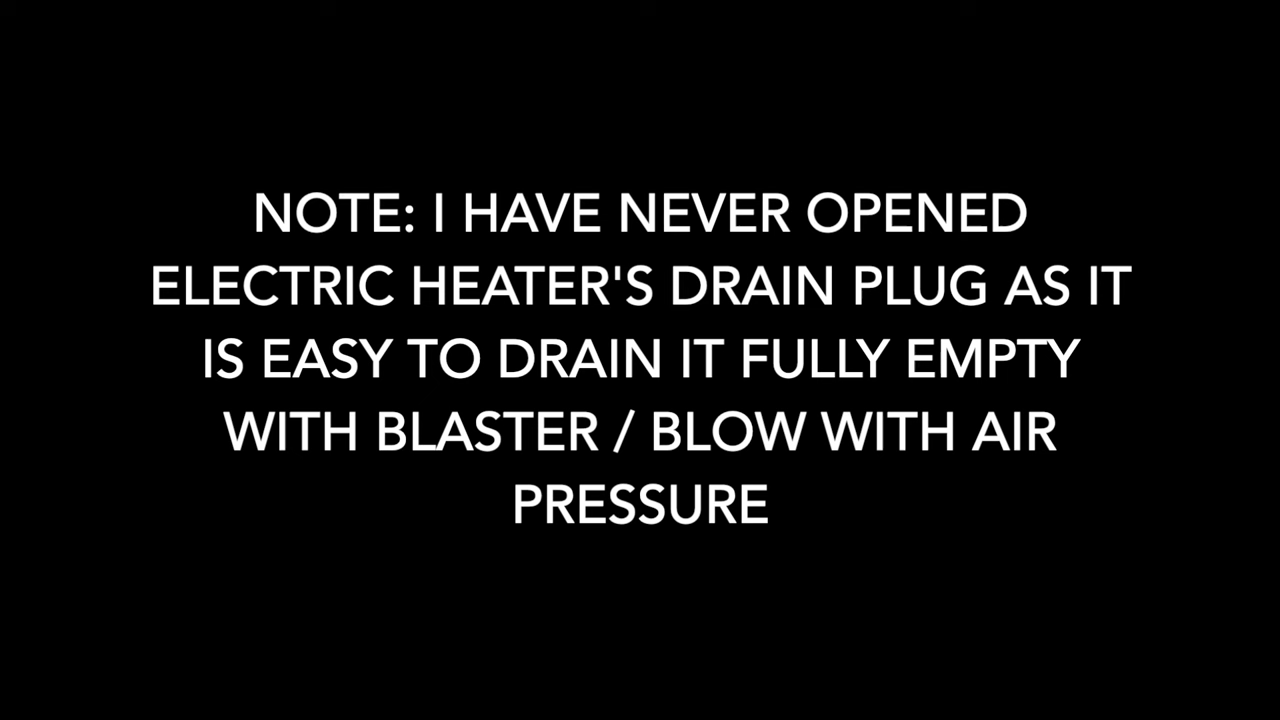 NOTE: I HAVE NEVER OPENED
ELECTRIC HEATER'S DRAIN PLUG AS IT
IS EASY TO DRAIN IT FULLY EMPTY
WITH BLASTER / BLOW WITH AIR
PRESSURE